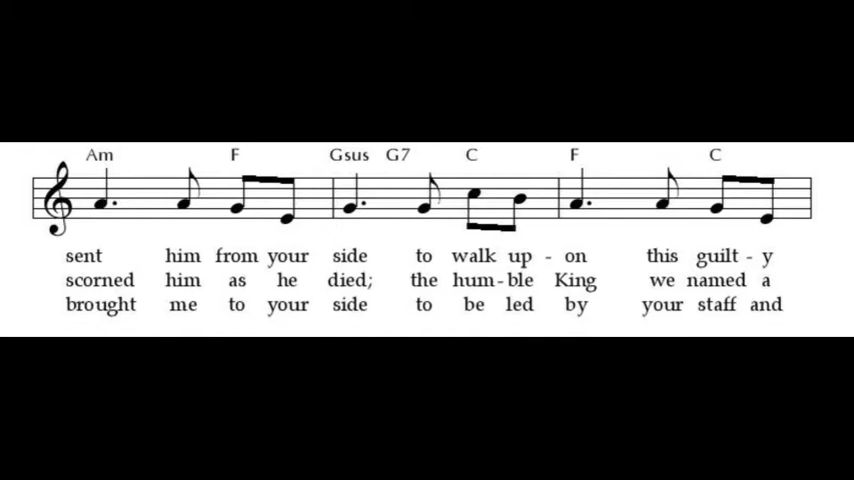 Am F Gsus G7 C F C
sent him from your side to walk up - on this guilt - y
scorned him as he died; the hum - ble King we named a
brought me to your side to be led by your staff and